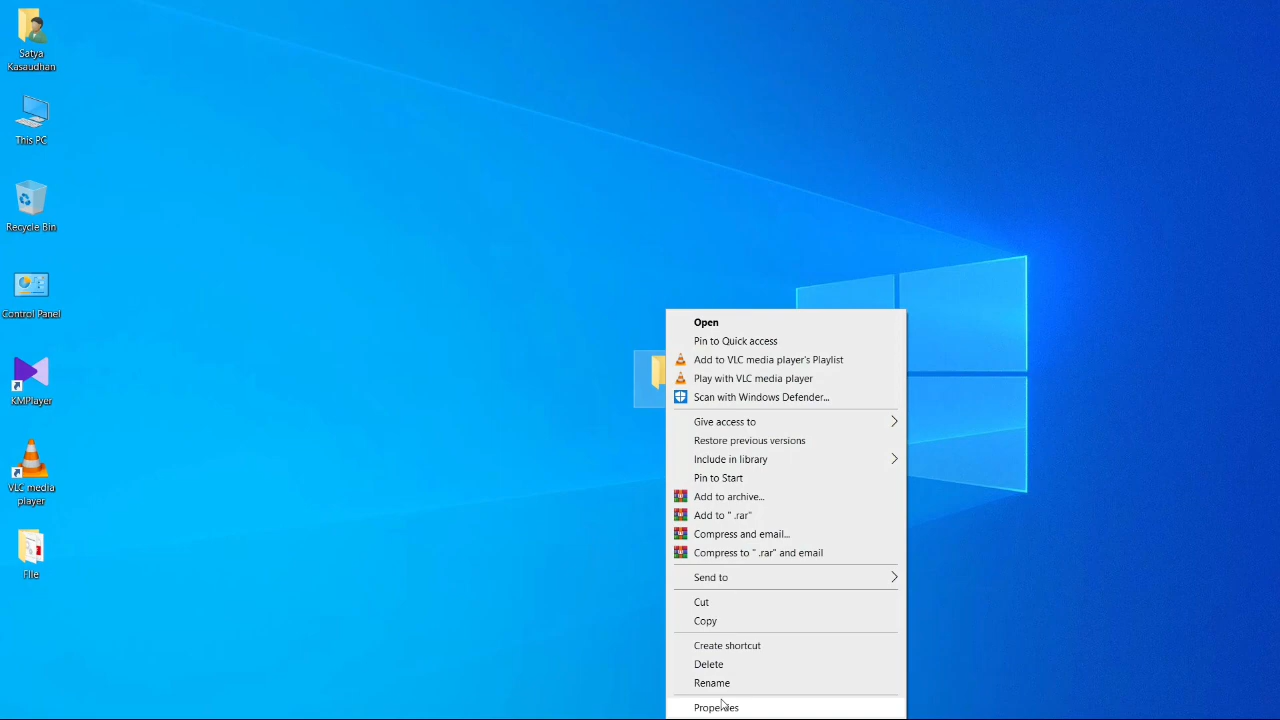 Satya
Kasaudhan
This PC
Recycle Bin
Control Panel
KMPlayer
VLC media
player
File
Open
Pin to Quick access
Add to VLC media player's Playlist
Play with VLC media player
Scan with Windows Defender...
Give access to
Restore previous versions
Include in library
Pin to Start
Add to archive...
Add to " .rar"
Compress and email...
Compress to " .rar" and email
Send to
Cut
Copy
Create shortcut
Delete
Rename
Properties